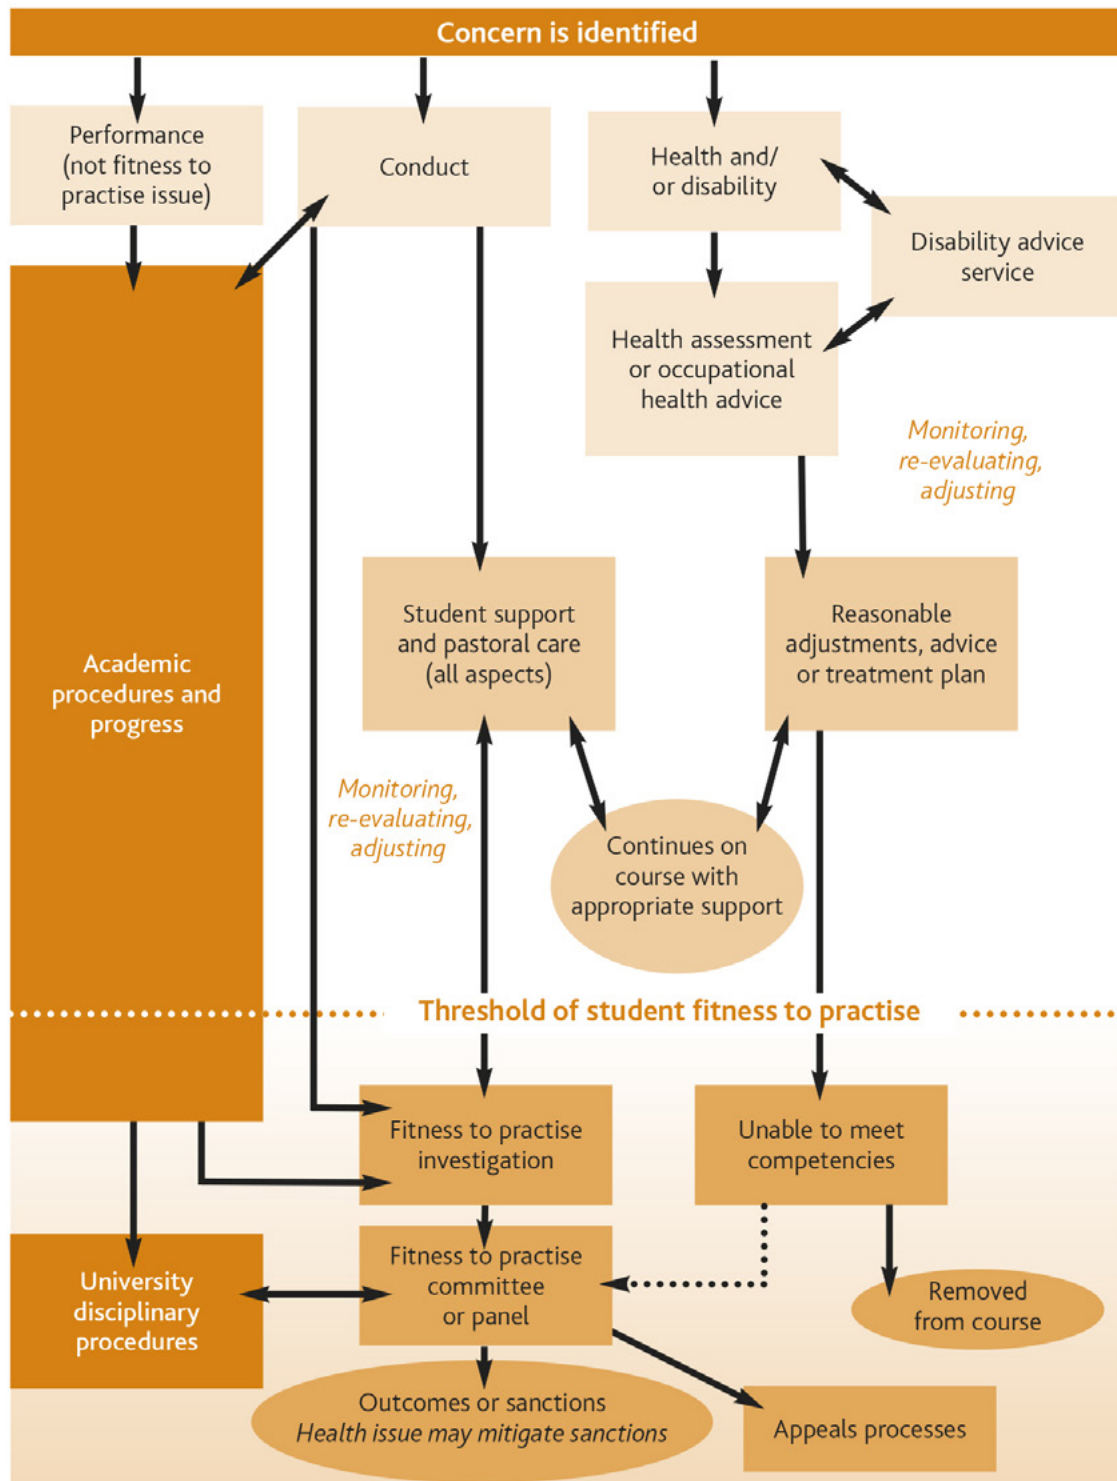 Concern is identified
Performance
(not fitness to
practise issue)
Conduct
Health and/
or disability
Disability advice
service
Health assessment
or occupational
health advice
Monitoring,
re-evaluating,
adjusting
Student support
and pastoral care
(all aspects)
Reasonable
adjustments, advice
or treatment plan
Academic
procedures and
progress
Monitoring,
re-evaluating,
adjusting
Continues on
course with
appropriate support
Threshold of student fitness to practise
Fitness to practise
investigation
Unable to meet
competencies
University
disciplinary
procedures
Fitness to practise
committee
or panel
Removed
from course
Outcomes or sanctions
Health issue may mitigate sanctions
Appeals processes